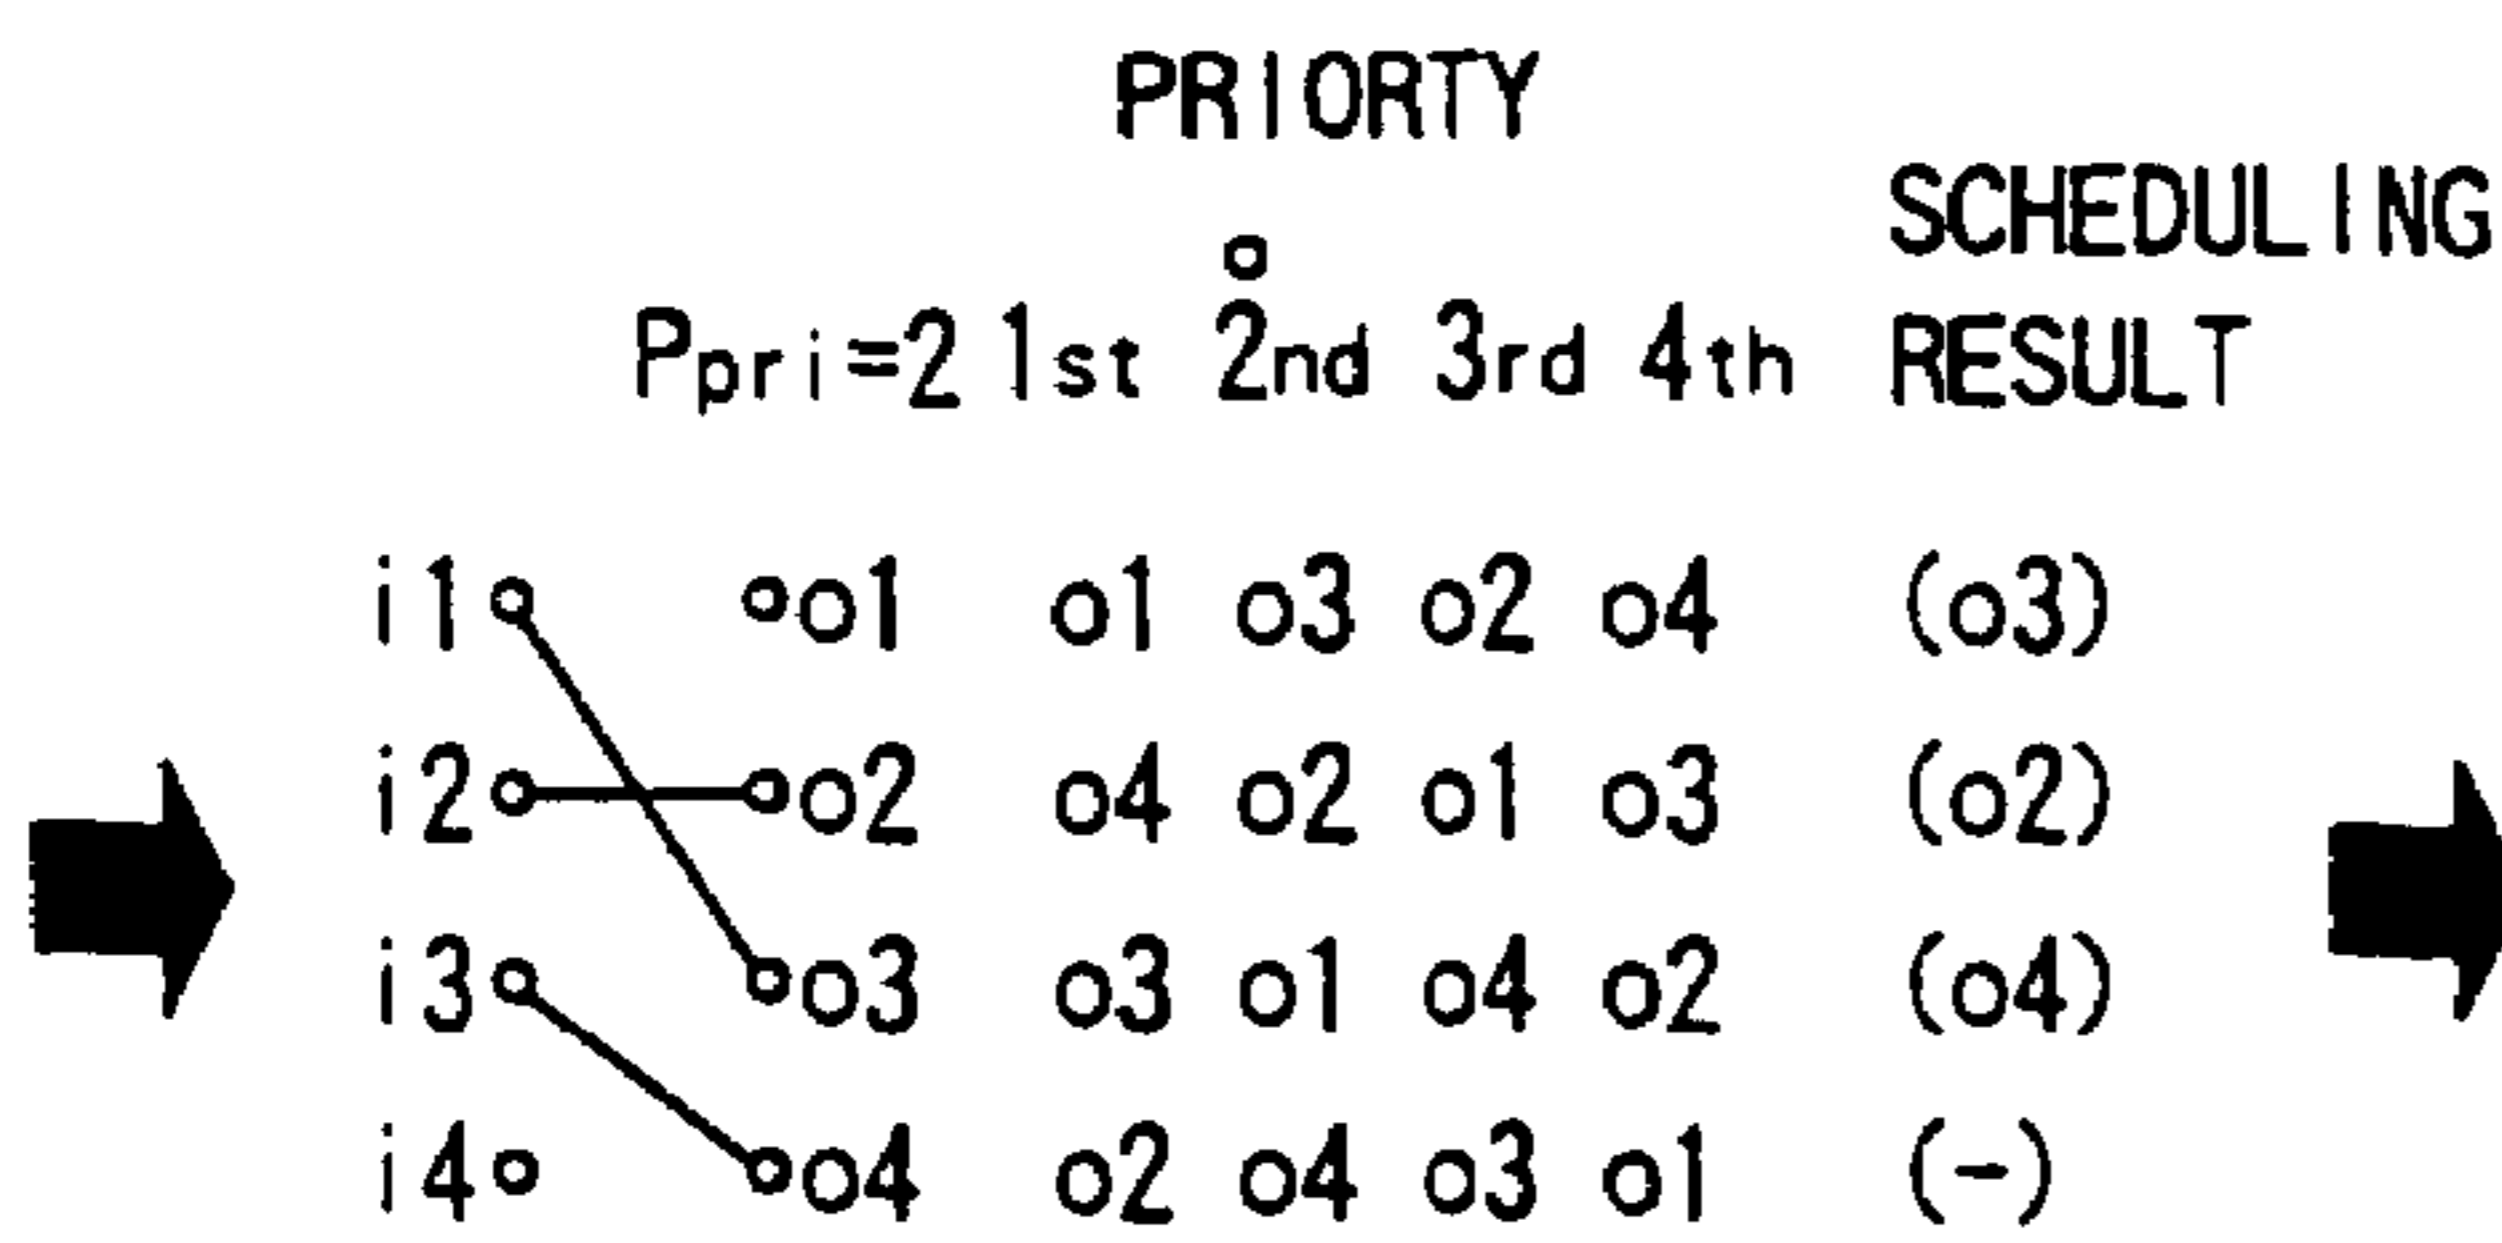 PRIORTY
SCHEDULING
Ppri=2 1st 2nd 3rd 4th RESULT
i1 o1 o1 o3 o2 o4 (o3)
i2 o2 o4 o2 o1 o3 (o2)
i3 o3 o3 o1 o4 o2 (o4)
i4 o4 o2 o4 o3 o1 (-)